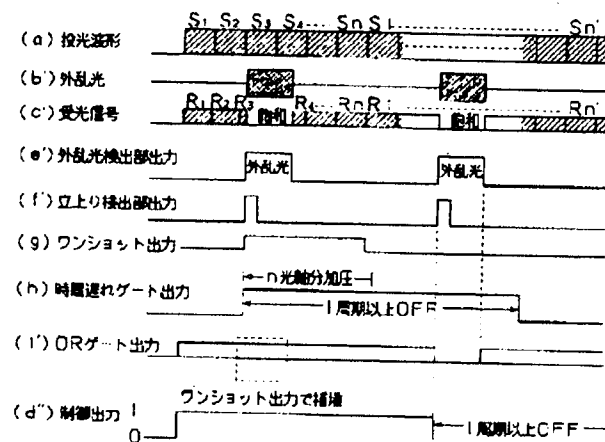 S₁ S₂ S₃ S₄ Sn S₁ Sn'
(a) 投光波形
(b') 外乱光
R₁ R₂ R₃ R₄ Rn R₁ Rn'
(c') 受光信号 飽和 飽和
(e') 外乱光検出部出力 外乱光 外乱光
(f') 立上り検出部出力
(g) ワンショット出力
n光軸分加圧
(h) 時間遅れゲート出力
1周期以上OFF
(i') ORゲート出力
ワンショット出力で補填
(d'') 制御出力 1
0
1周期以上OFF